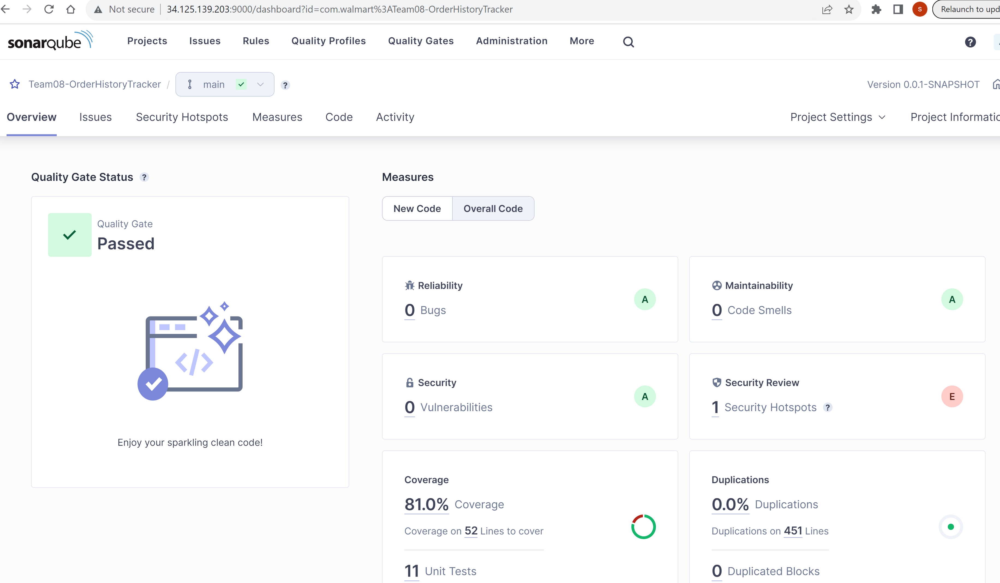 Not secure 34.125.139.203:9000/dashboard?id=com.walmart%3ATeam08-OrderHistoryTracker S Relaunch to upd
sonarqube Projects Issues Rules Quality Profiles Quality Gates Administration More ?
Team08-OrderHistoryTracker / main ? Version 0.0.1-SNAPSHOT
Overview Issues Security Hotspots Measures Code Activity Project Settings Project Informatio
Quality Gate Status ?
Quality Gate
Passed
</>
Enjoy your sparkling clean code!
Measures
New Code Overall Code
Reliability
0 Bugs
A
Maintainability
0 Code Smells
A
Security
0 Vulnerabilities
A
Security Review
1 Security Hotspots ?
E
Coverage
81.0% Coverage
Coverage on 52 Lines to cover
11 Unit Tests
Duplications
0.0% Duplications
Duplications on 451 Lines
0 Duplicated Blocks